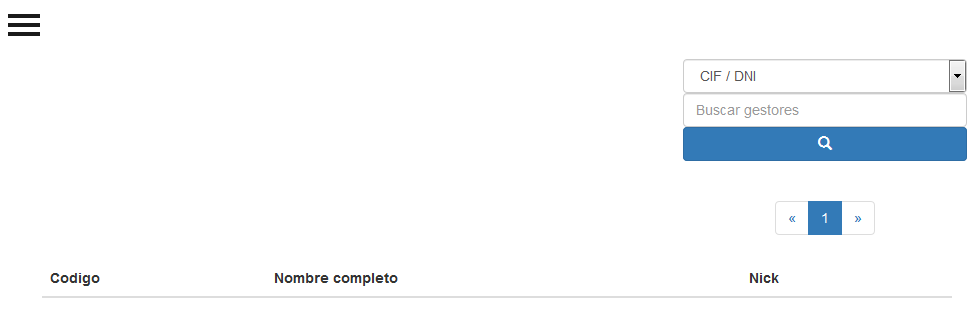 CIF / DNI
Buscar gestores
« 1 »
Codigo Nombre completo Nick